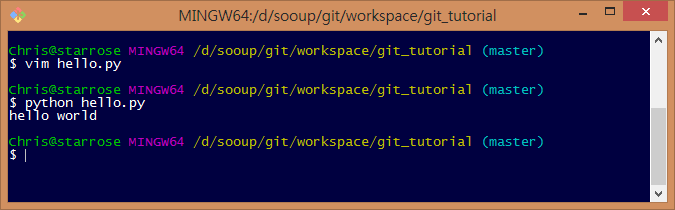 MINGW64:/d/sooup/git/workspace/git_tutorial
Chris@starrose MINGW64 /d/sooup/git/workspace/git_tutorial (master)
$ vim hello.py
Chris@starrose MINGW64 /d/sooup/git/workspace/git_tutorial (master)
$ python hello.py
hello world
Chris@starrose MINGW64 /d/sooup/git/workspace/git_tutorial (master)
$